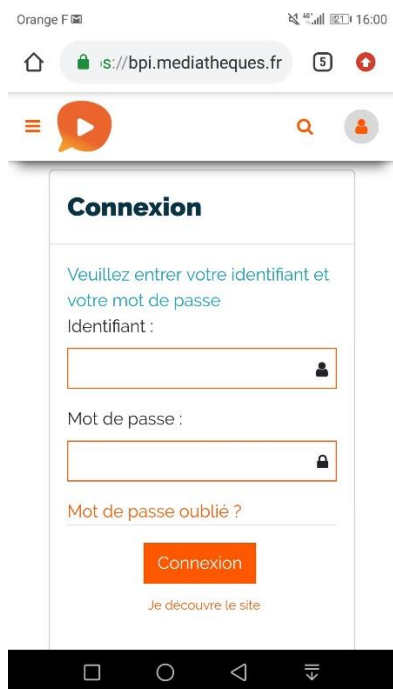 Orange F 16:00
s://bpi.mediatheques.fr 5
Connexion
Veuillez entrer votre identifiant et
votre mot de passe
Identifiant :
Mot de passe :
Mot de passe oublié ?
Connexion
Je découvre le site